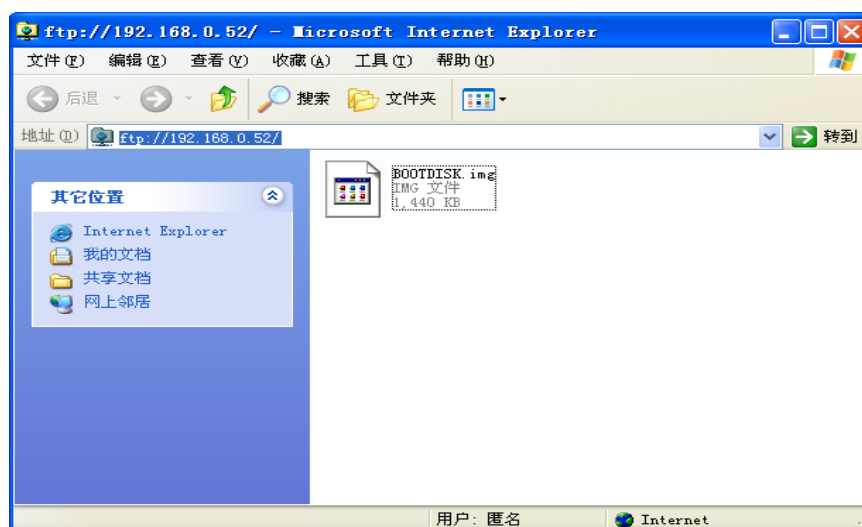 ftp://192.168.0.52/ - Microsoft Internet Explorer
文件(F) 编辑(E) 查看(V) 收藏(A) 工具(T) 帮助(H)
后退 搜索 文件夹
地址(D) ftp://192.168.0.52/ 转到
其它位置
Internet Explorer
我的文档
共享文档
网上邻居
BOOTDISK.img
IMG 文件
1,440 KB
用户: 匿名 Internet